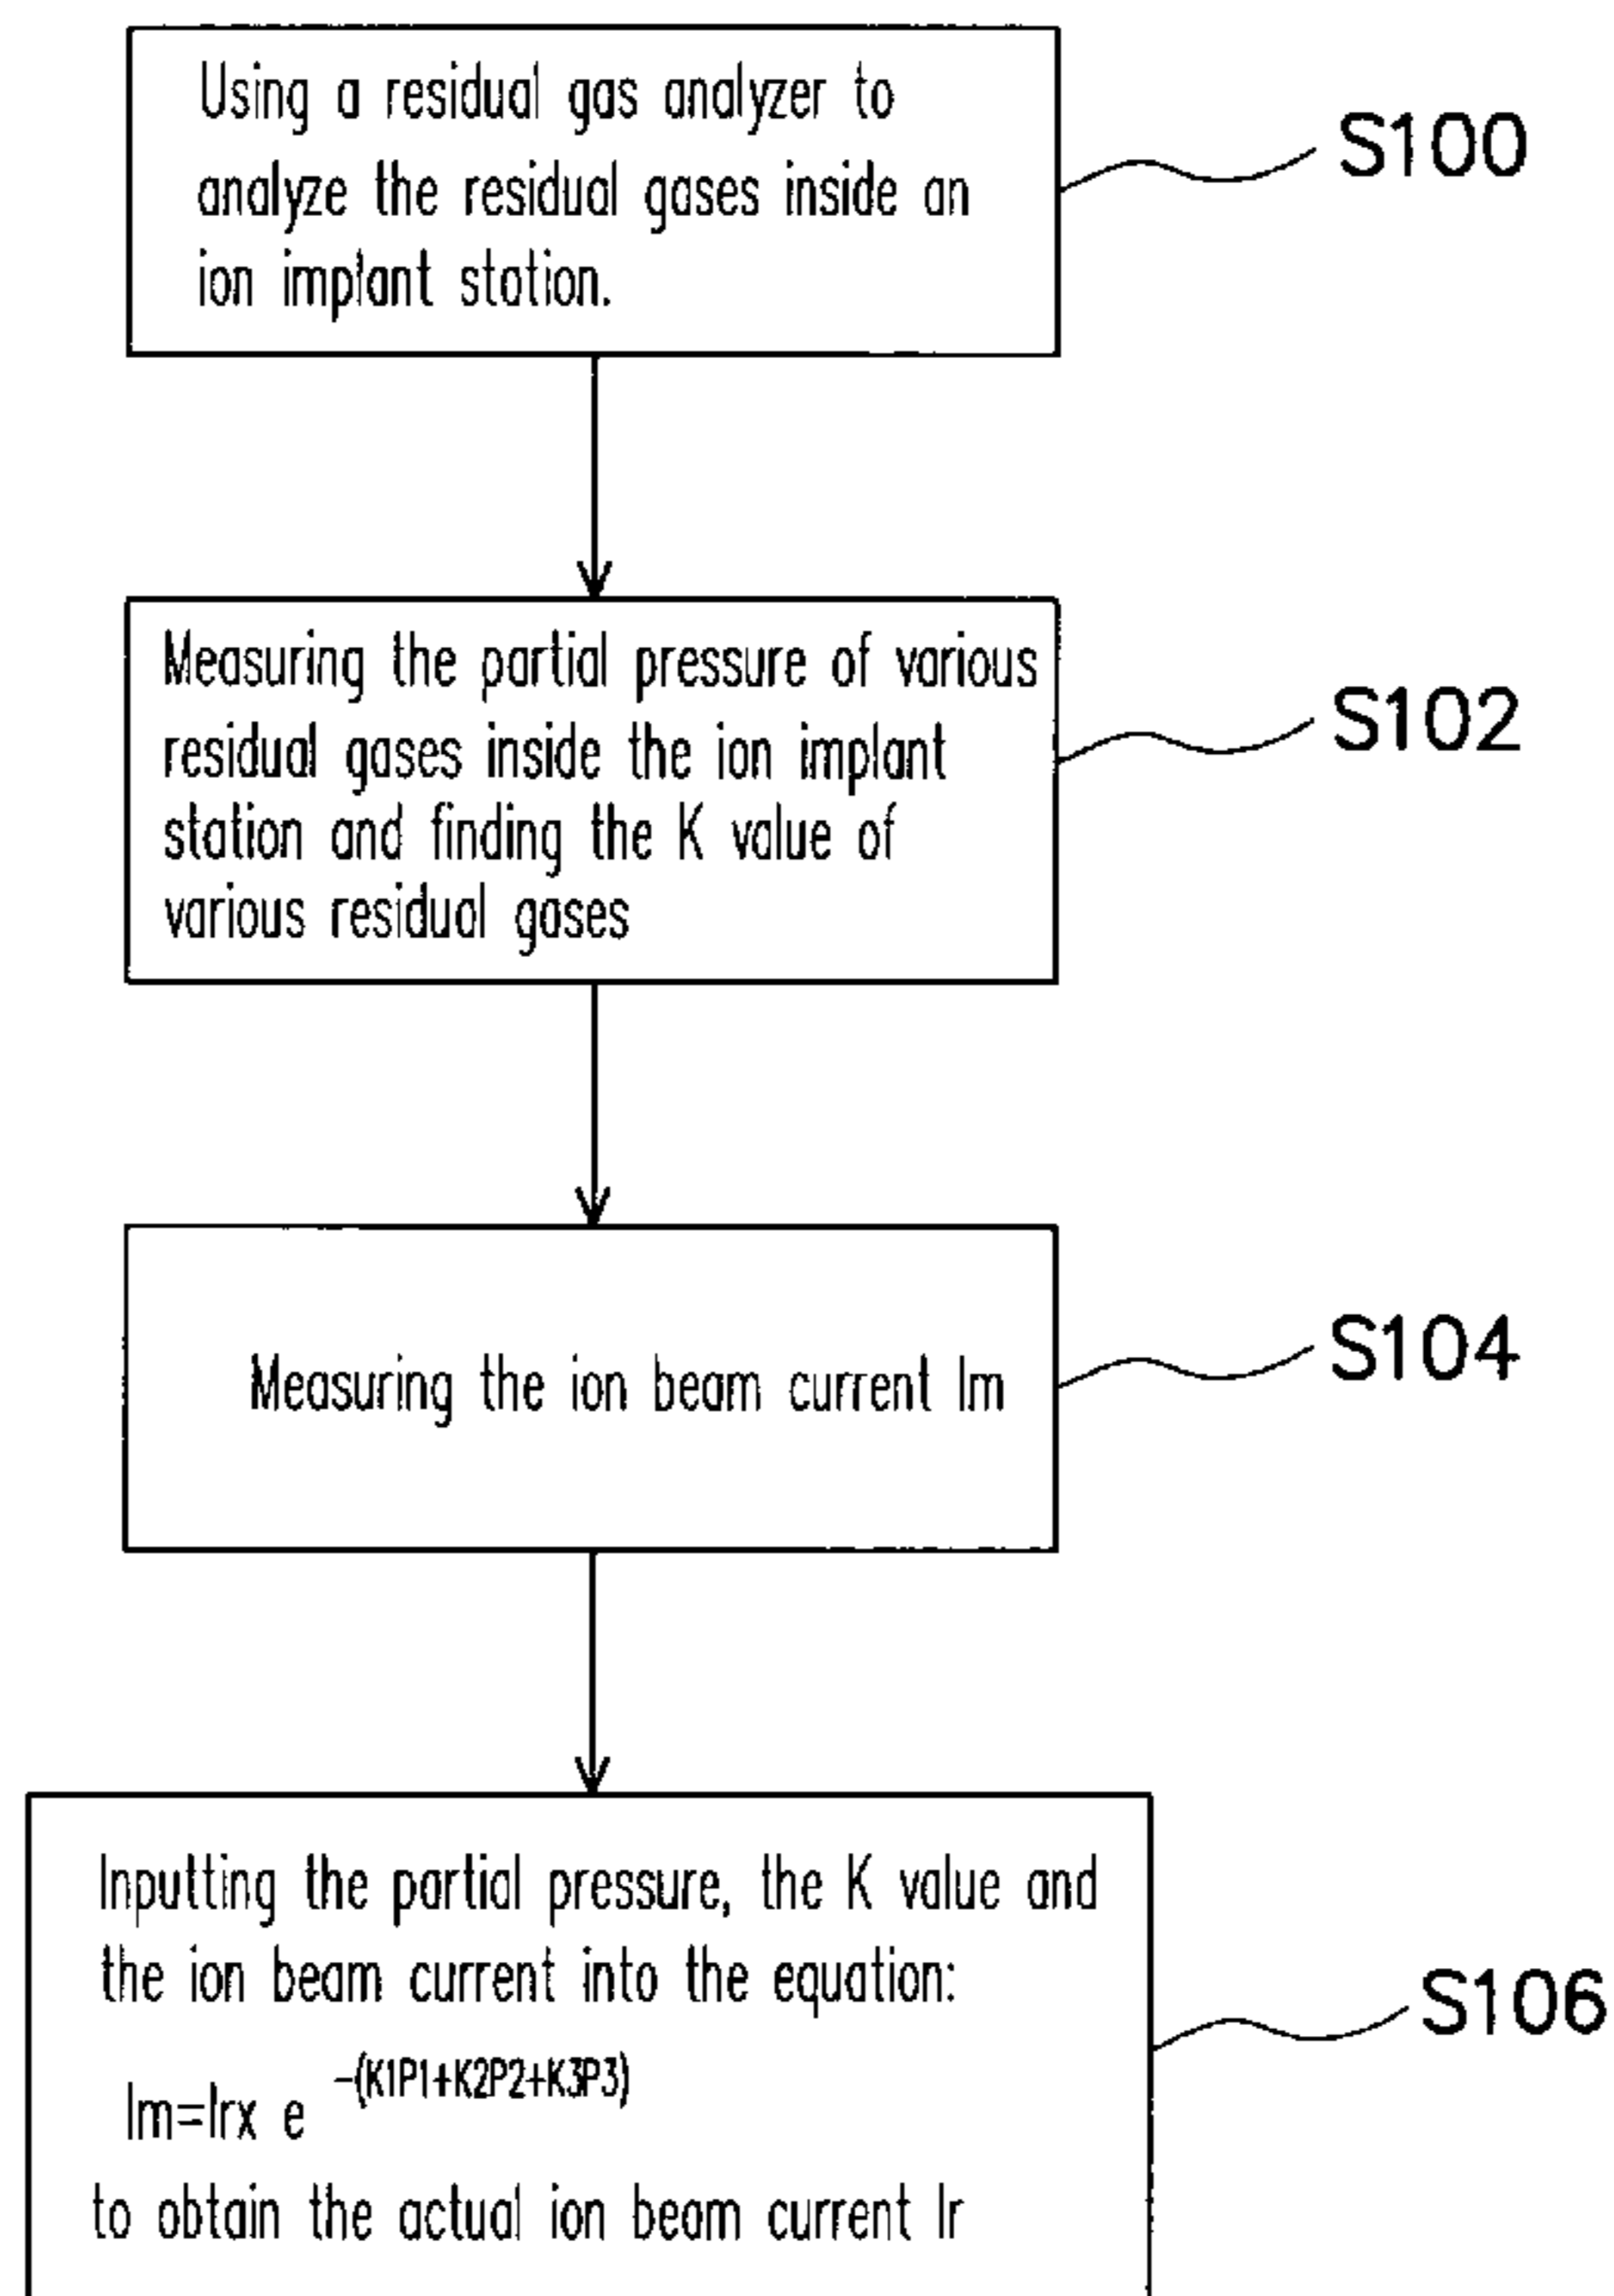 Using a residual gas analyzer to
analyze the residual gases inside an
ion implant station.
S100
Measuring the partial pressure of various
residual gases inside the ion implant
station and finding the K value of
various residual gases
S102
Measuring the ion beam current Im
S104
Inputting the partial pressure, the K value and
the ion beam current into the equation:
Im=Irx e -(K1P1+K2P2+K3P3)
to obtain the actual ion beam current Ir
S106